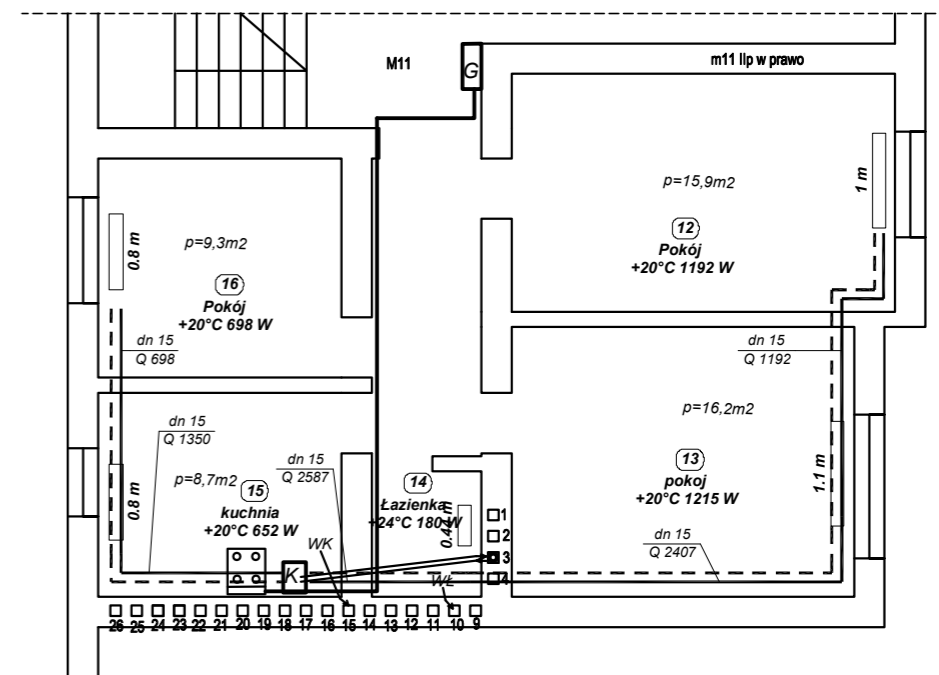 M11
G
m11 lip w prawo
p=9,3m2
0.8 m
16
Pokój
+20°C 698 W
dn 15
Q 698
p=15,9m2
1 m
12
Pokój
+20°C 1192 W
dn 15
Q 1192
dn 15
Q 1350
p=8,7m2
0.8 m
15
kuchnia
+20°C 652 W
dn 15
Q 2587
WK
K
14
Łazienka
+24°C 180 W
0.44 m
WŁ
p=16,2m2
13
pokoj
+20°C 1215 W
1.1 m
dn 15
Q 2407
1
2
3
4
26 25 24 23 22 21 20 19 18 17 16 15 14 13 12 11 10 9